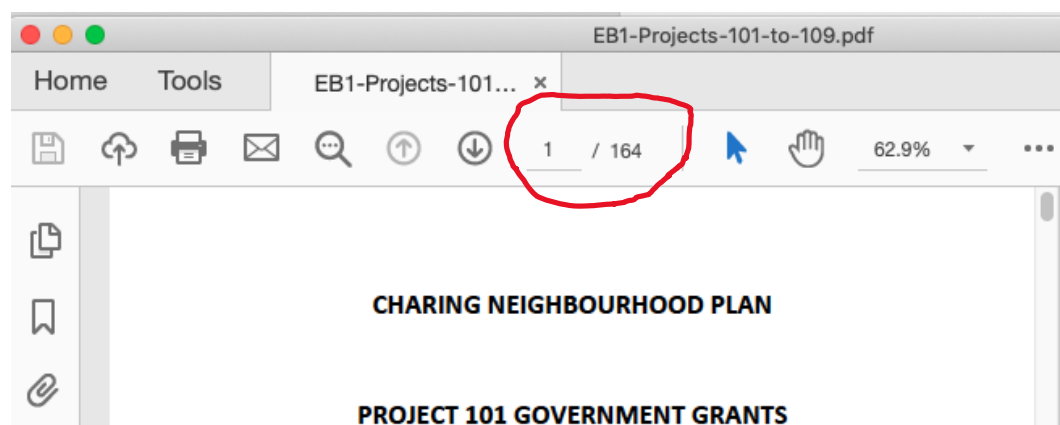 EB1-Projects-101-to-109.pdf
Home Tools EB1-Projects-101... ×
1 / 164 62.9%
CHARING NEIGHBOURHOOD PLAN
PROJECT 101 GOVERNMENT GRANTS